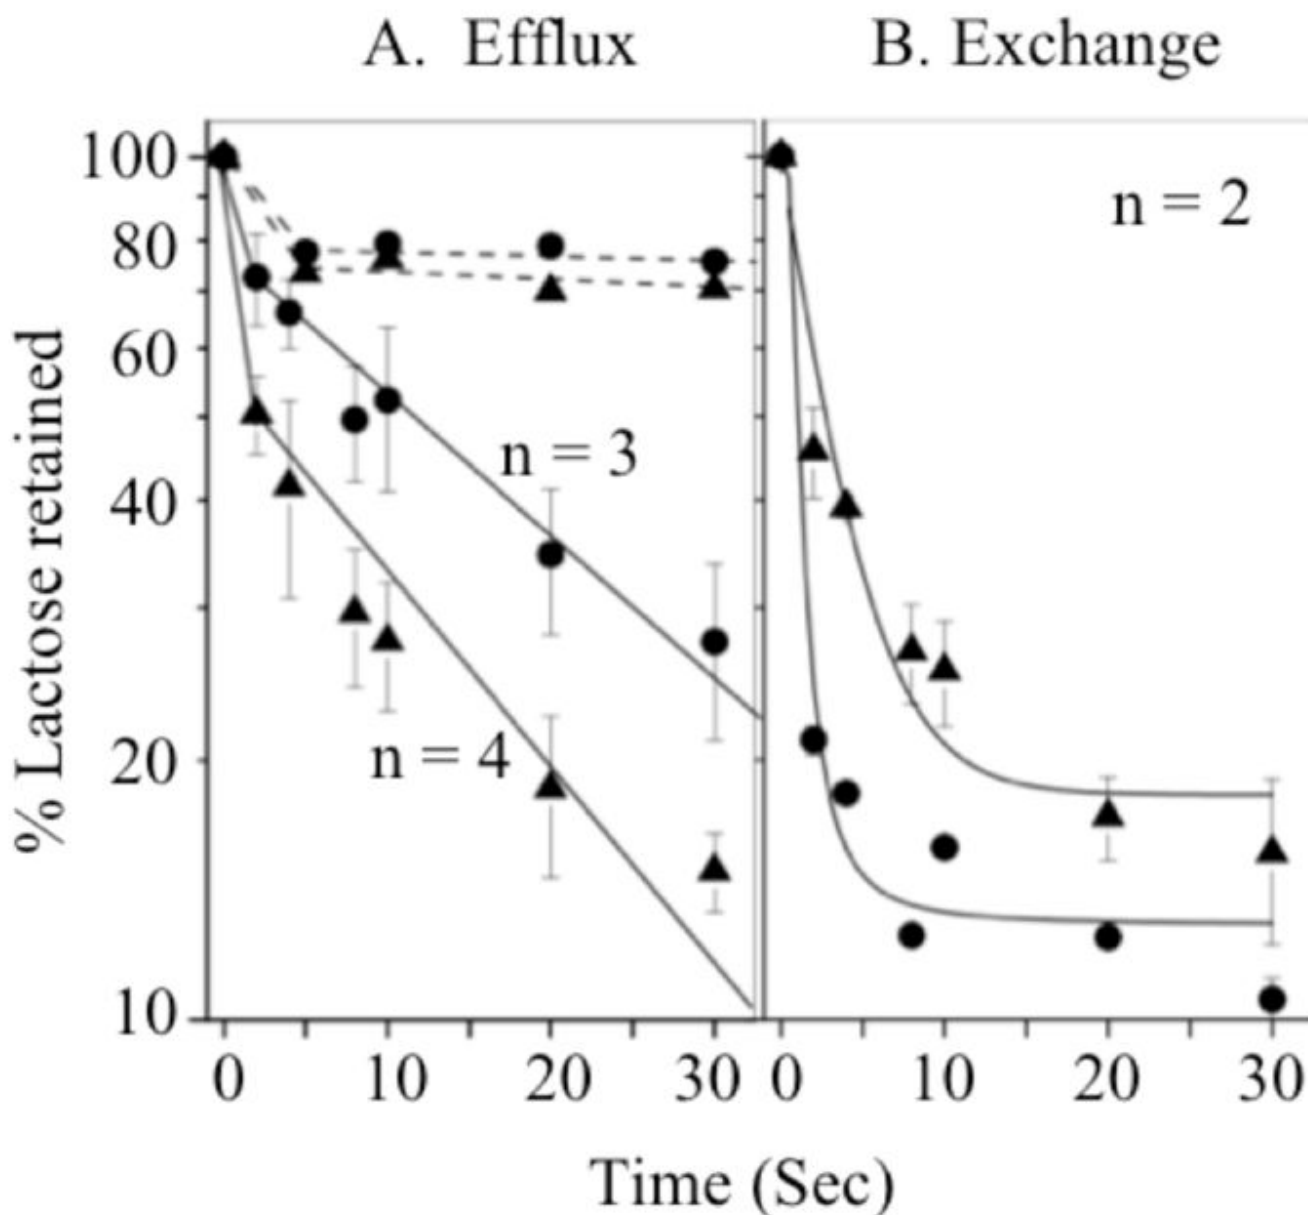 A. Efflux
B. Exchange
% Lactose retained
100
80
60
40
20
10
n = 3
n = 4
n = 2
0 10 20 30
0 10 20 30
Time (Sec)